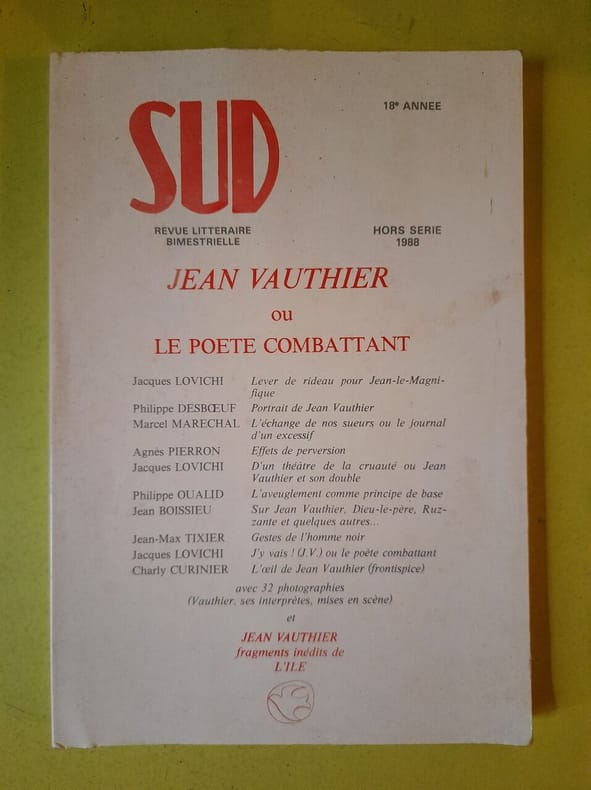 SUD
18e ANNEE
REVUE LITTERAIRE
BIMESTRIELLE
HORS SERIE
1988
JEAN VAUTHIER
ou
LE POETE COMBATTANT
Jacques LOVICHI Lever de rideau pour Jean-le-Magni-
fique
Philippe DESBŒUF Portrait de Jean Vauthier
Marcel MARECHAL L'échange de nos sueurs ou le journal
d'un excessif
Agnès PIERRON Effets de perversion
Jacques LOVICHI D'un théâtre de la cruauté ou Jean
Vauthier et son double
Philippe OUALID L'aveuglement comme principe de base
Jean BOISSIEU Sur Jean Vauthier, Dieu-le-père, Ruz-
zante et quelques autres...
Jean-Max TIXIER Gestes de l'homme noir
Jacques LOVICHI J'y vais ! (J.V.) ou le poète combattant
Charly CURINIER L'œil de Jean Vauthier (frontispice)
avec 32 photographies
(Vauthier, ses interprètes, mises en scène)
et
JEAN VAUTHIER
fragments inédits de
L'ILE